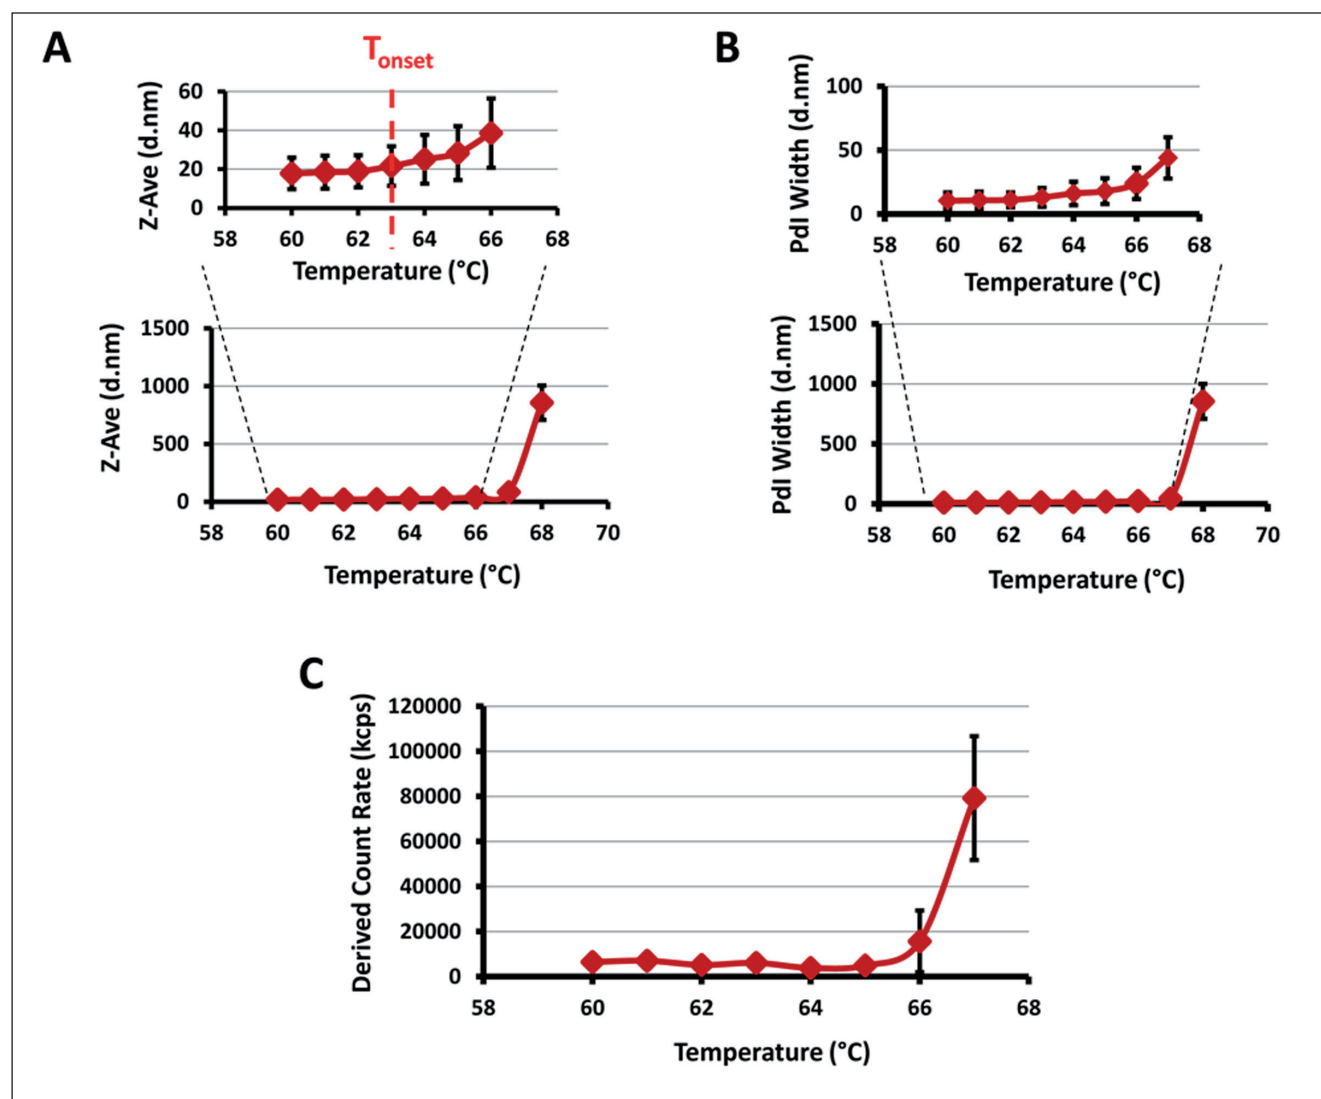 A
T onset
Z-Ave (d.nm)
60
40
20
0
58 60 62 64 66 68
Temperature (°C)
Z-Ave (d.nm)
1500
1000
500
0
58 60 62 64 66 68 70
Temperature (°C)
B
PdI Width (d.nm)
100
50
0
58 60 62 64 66 68
Temperature (°C)
PdI Width (d.nm)
1500
1000
500
0
58 60 62 64 66 68 70
Temperature (°C)
C
Derived Count Rate (kcps)
120000
100000
80000
60000
40000
20000
0
58 60 62 64 66 68
Temperature (°C)